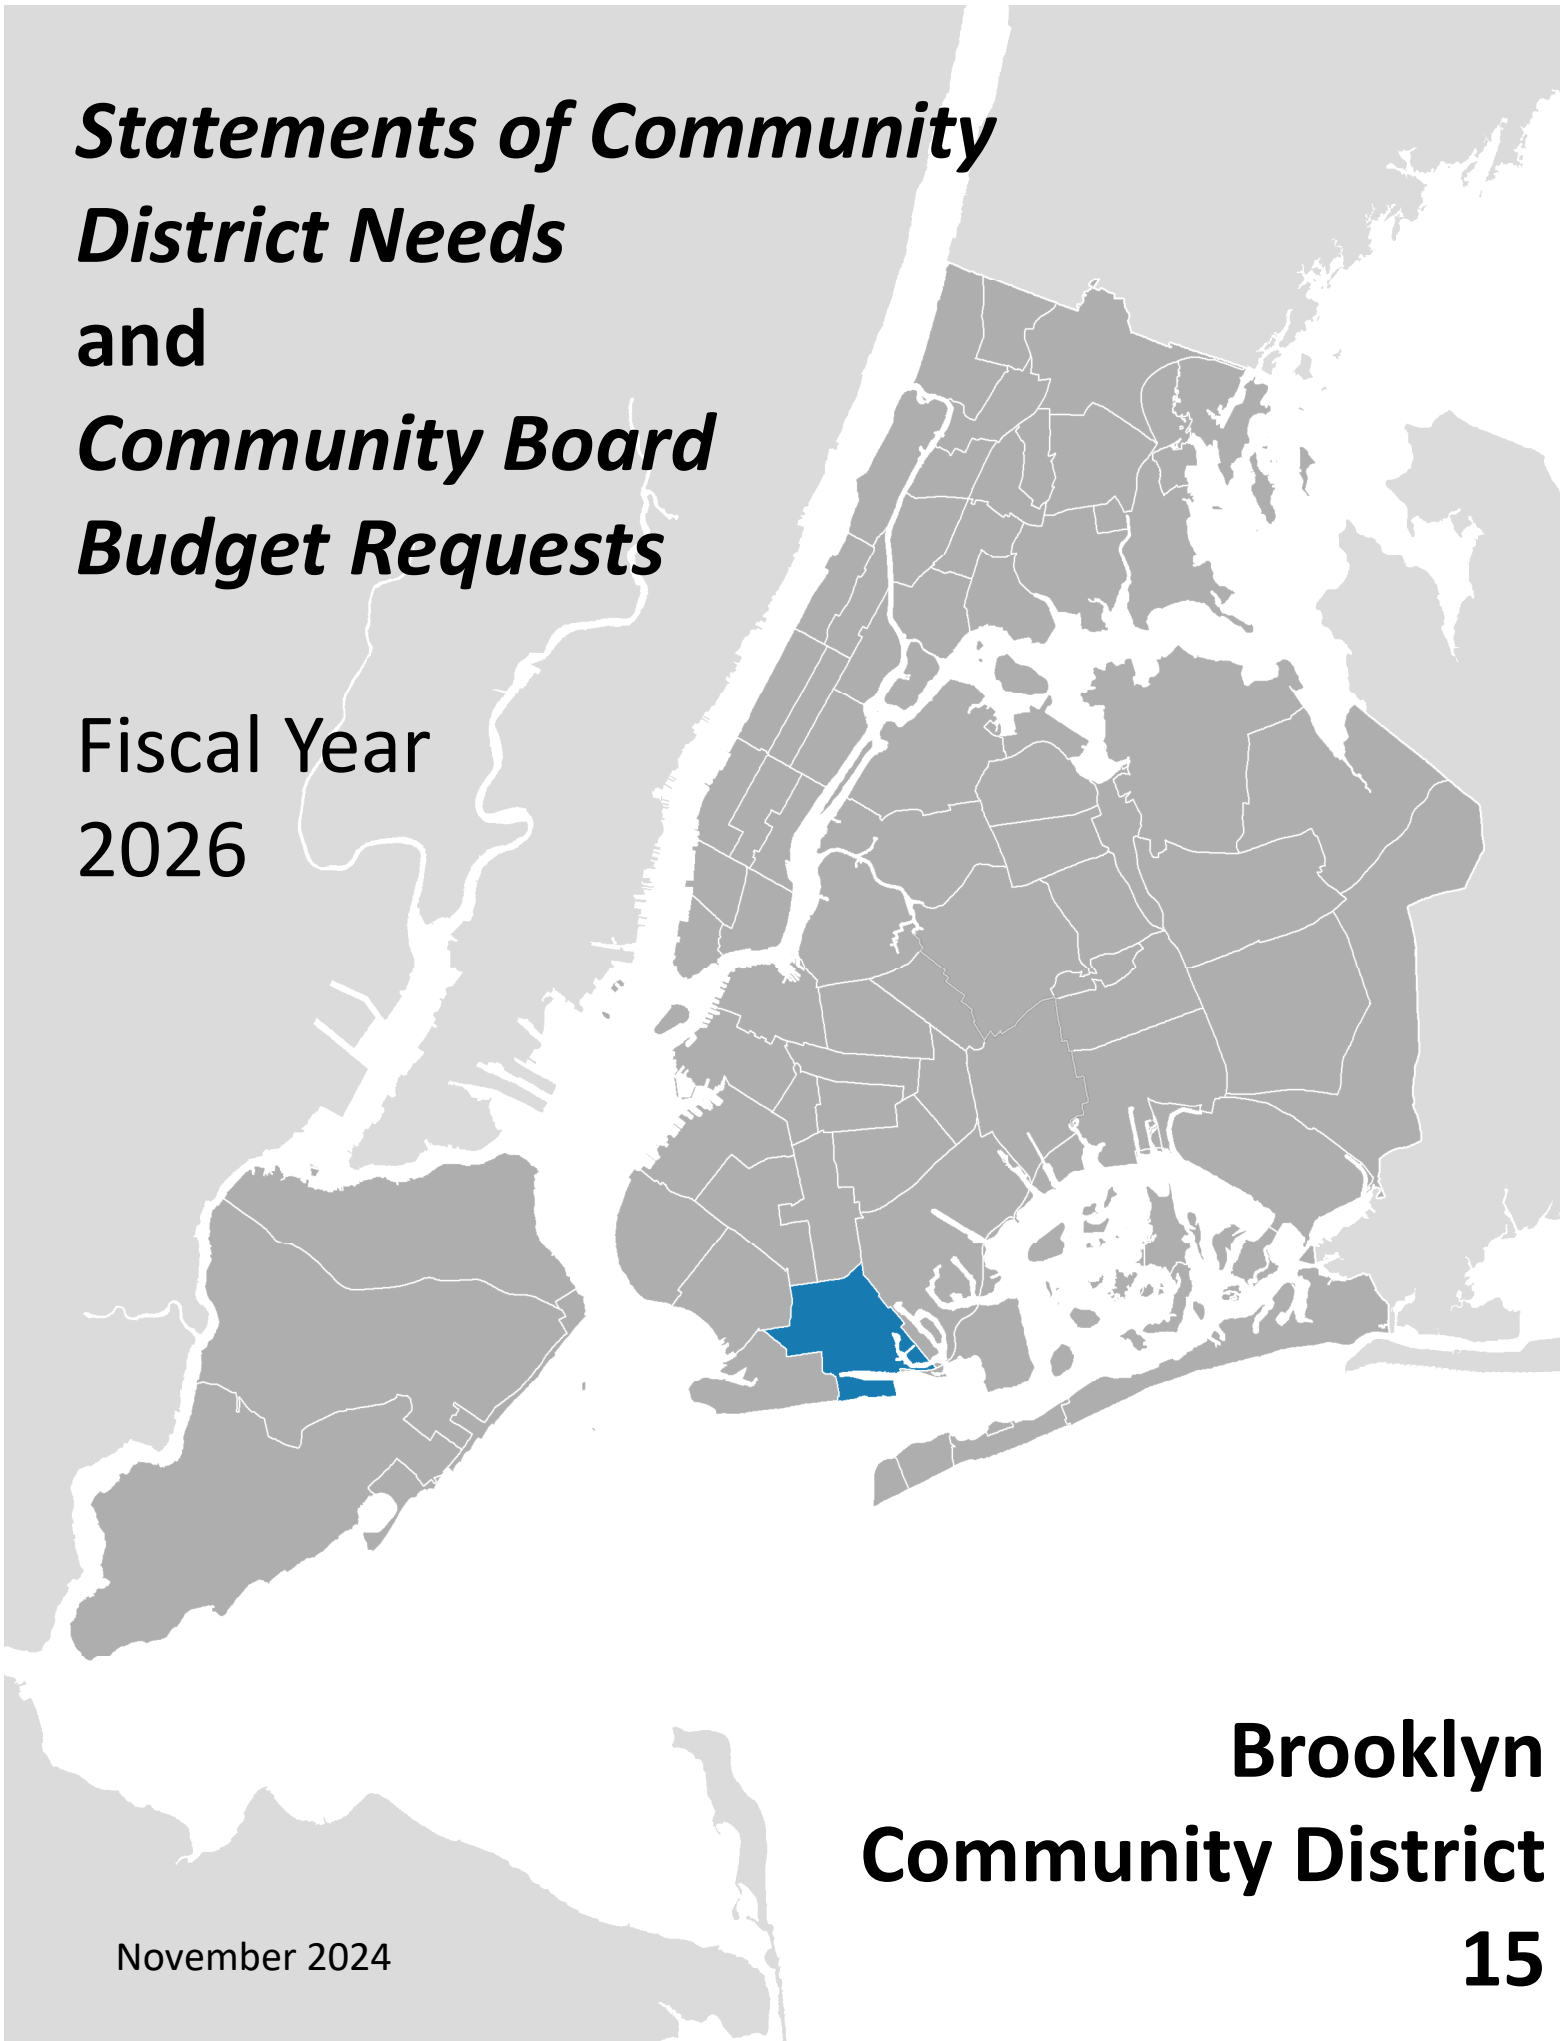 Statements of Community
District Needs
and
Community Board
Budget Requests
Fiscal Year
2026
Brooklyn
Community District
15
November 2024